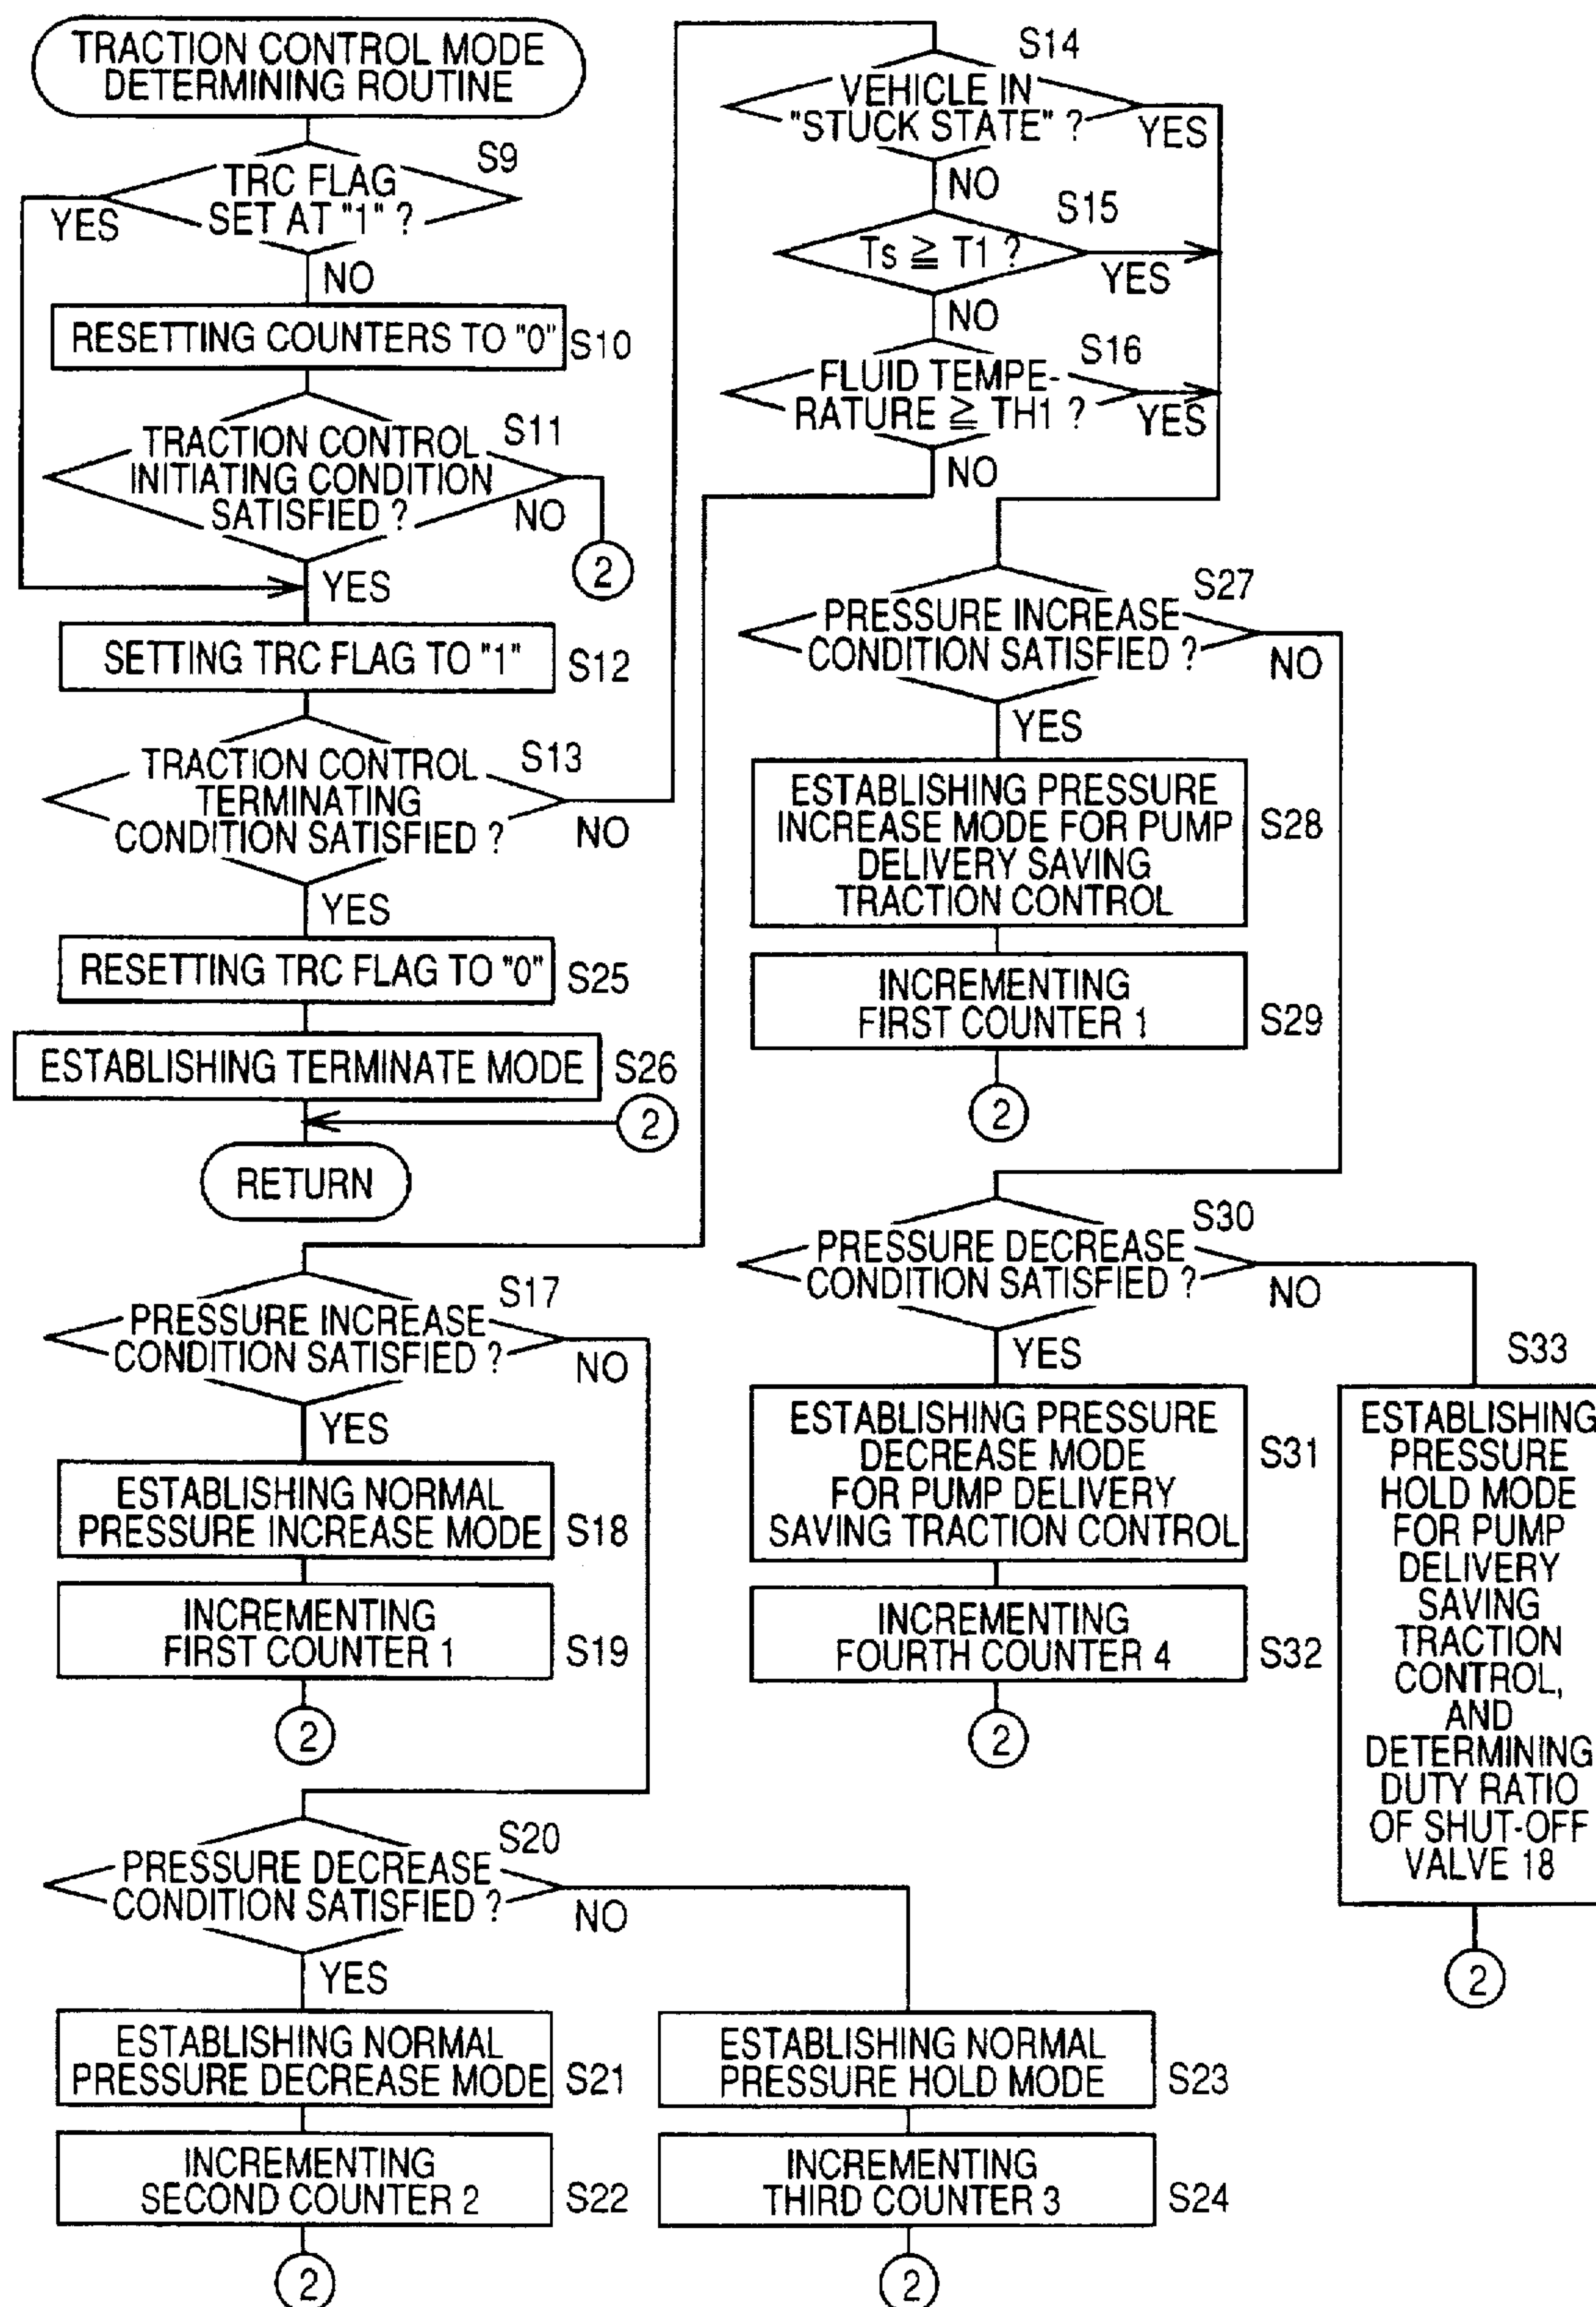 TRACTION CONTROL MODE
DETERMINING ROUTINE
S9
TRC FLAG
SET AT "1" ?
YES
NO
RESETTING COUNTERS TO "0"
S10
S11
TRACTION CONTROL
INITIATING CONDITION
SATISFIED ?
NO
2
YES
SETTING TRC FLAG TO "1"
S12
S13
TRACTION CONTROL
TERMINATING
CONDITION SATISFIED ?
NO
YES
RESETTING TRC FLAG TO "0"
S25
ESTABLISHING TERMINATE MODE
S26
2
RETURN
S14
VEHICLE IN
"STUCK STATE" ?
YES
NO
S15
Ts ≧ T1 ?
YES
NO
S16
FLUID TEMPE-
RATURE ≧ TH1 ?
YES
NO
S17
PRESSURE INCREASE
CONDITION SATISFIED ?
NO
YES
ESTABLISHING NORMAL
PRESSURE INCREASE MODE
S18
INCREMENTING
FIRST COUNTER 1
S19
2
S20
PRESSURE DECREASE
CONDITION SATISFIED ?
NO
YES
ESTABLISHING NORMAL
PRESSURE DECREASE MODE
S21
INCREMENTING
SECOND COUNTER 2
S22
2
ESTABLISHING NORMAL
PRESSURE HOLD MODE
S23
INCREMENTING
THIRD COUNTER 3
S24
2
S27
PRESSURE INCREASE
CONDITION SATISFIED ?
NO
YES
ESTABLISHING PRESSURE
INCREASE MODE FOR PUMP
DELIVERY SAVING
TRACTION CONTROL
S28
INCREMENTING
FIRST COUNTER 1
S29
2
S30
PRESSURE DECREASE
CONDITION SATISFIED ?
NO
YES
ESTABLISHING PRESSURE
DECREASE MODE
FOR PUMP DELIVERY
SAVING TRACTION CONTROL
S31
INCREMENTING
FOURTH COUNTER 4
S32
2
S33
ESTABLISHING
PRESSURE
HOLD MODE
FOR PUMP
DELIVERY
SAVING
TRACTION
CONTROL,
AND
DETERMINING
DUTY RATIO
OF SHUT-OFF
VALVE 18
2